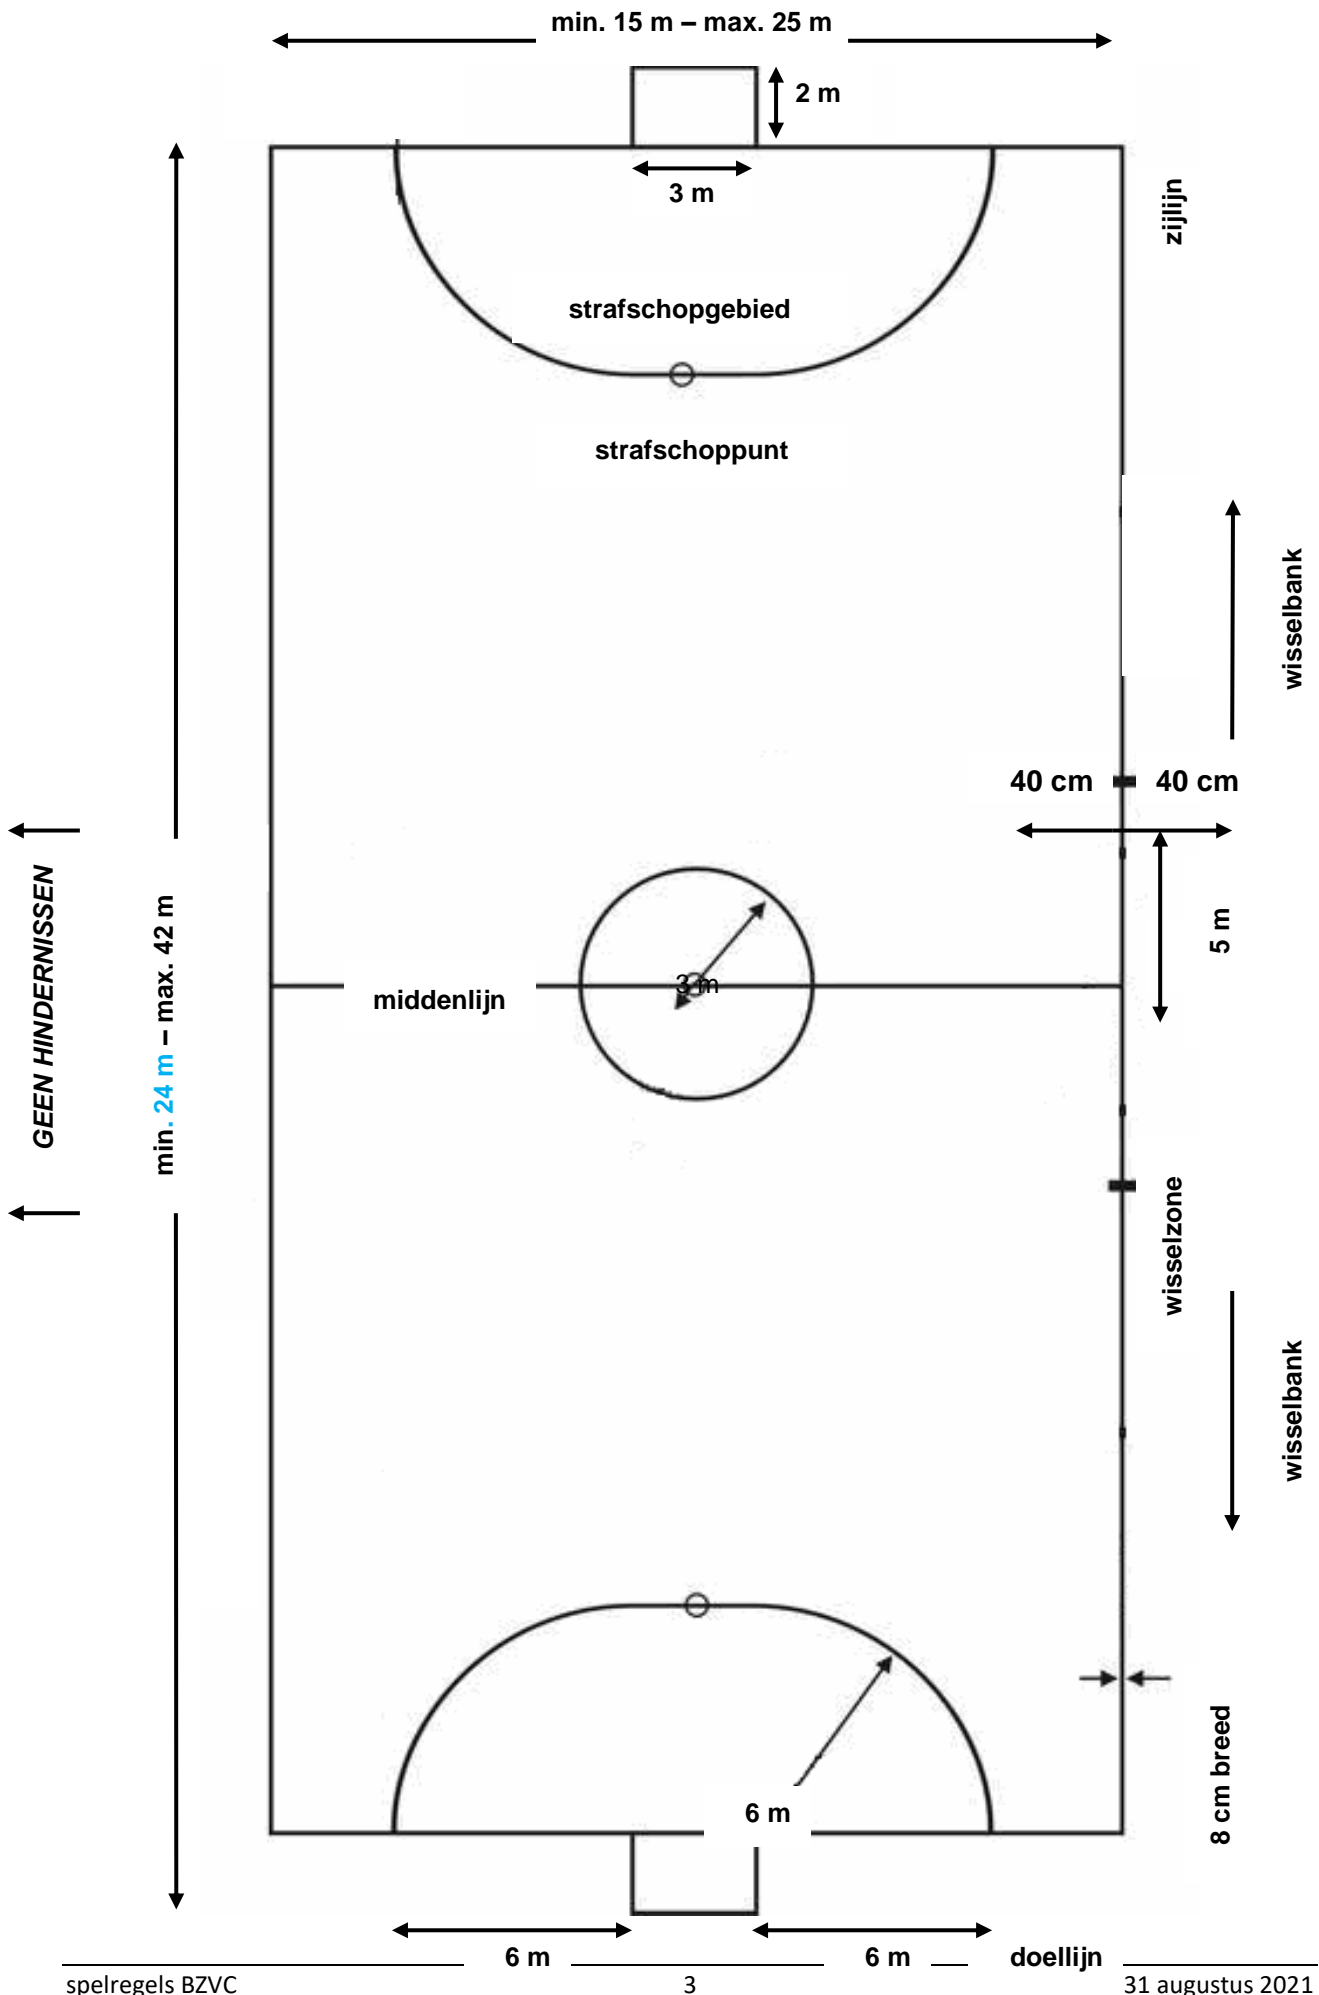 min. 15 m – max. 25 m
2 m
3 m
zijlijn
strafschopgebied
strafschoppunt
wisselbank
40 cm
40 cm
GEEN HINDERNISSEN
min. 24 m – max. 42 m
5 m
3 m
middenlijn
wisselzone
wisselbank
8 cm breed
6 m
6 m
6 m
doellijn
spelregels BZVC
3
31 augustus 2021